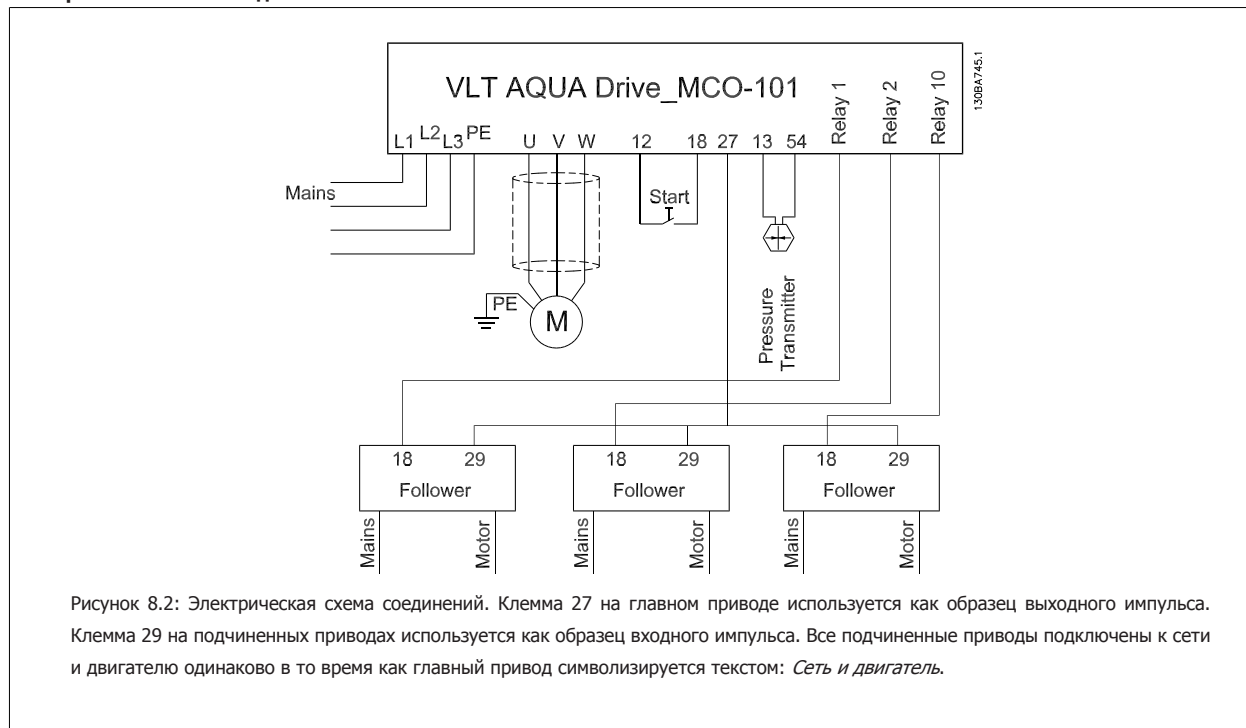 VLT AQUA Drive_MCO-101
Relay 1
Relay 2
Relay 10
130BA745.1
L1 L2 L3 PE U V W 12 18 27 13 54
Mains
Start
PE
M
Pressure
Transmitter
18 29 18 29 18 29
Follower Follower Follower
Mains Motor Mains Motor Mains Motor
Рисунок 8.2: Электрическая схема соединений. Клемма 27 на главном приводе используется как образец выходного импульса.
Клемма 29 на подчиненных приводах используется как образец входного импульса. Все подчиненные приводы подключены к сети
и двигателю одинаково в то время как главный привод символизируется текстом: Сеть и двигатель.